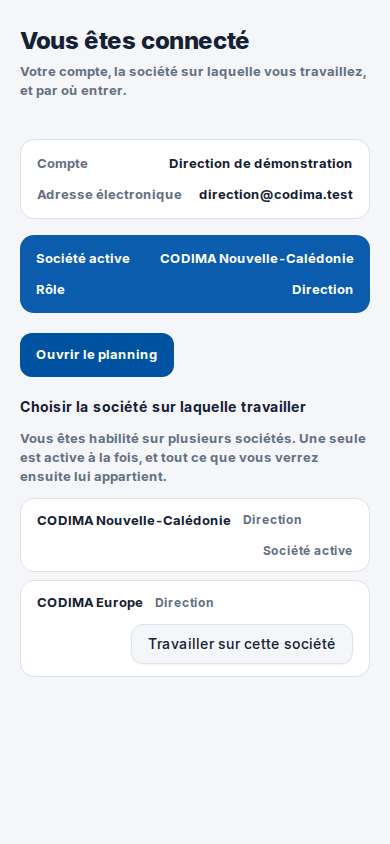 Vous êtes connecté
Votre compte, la société sur laquelle vous travaillez,
et par où entrer.
Compte Direction de démonstration
Adresse électronique direction@codima.test
Société active CODIMA Nouvelle-Calédonie
Rôle Direction
Ouvrir le planning
Choisir la société sur laquelle travailler
Vous êtes habilité sur plusieurs sociétés. Une seule
est active à la fois, et tout ce que vous verrez
ensuite lui appartient.
CODIMA Nouvelle-Calédonie Direction
Société active
CODIMA Europe Direction
Travailler sur cette société